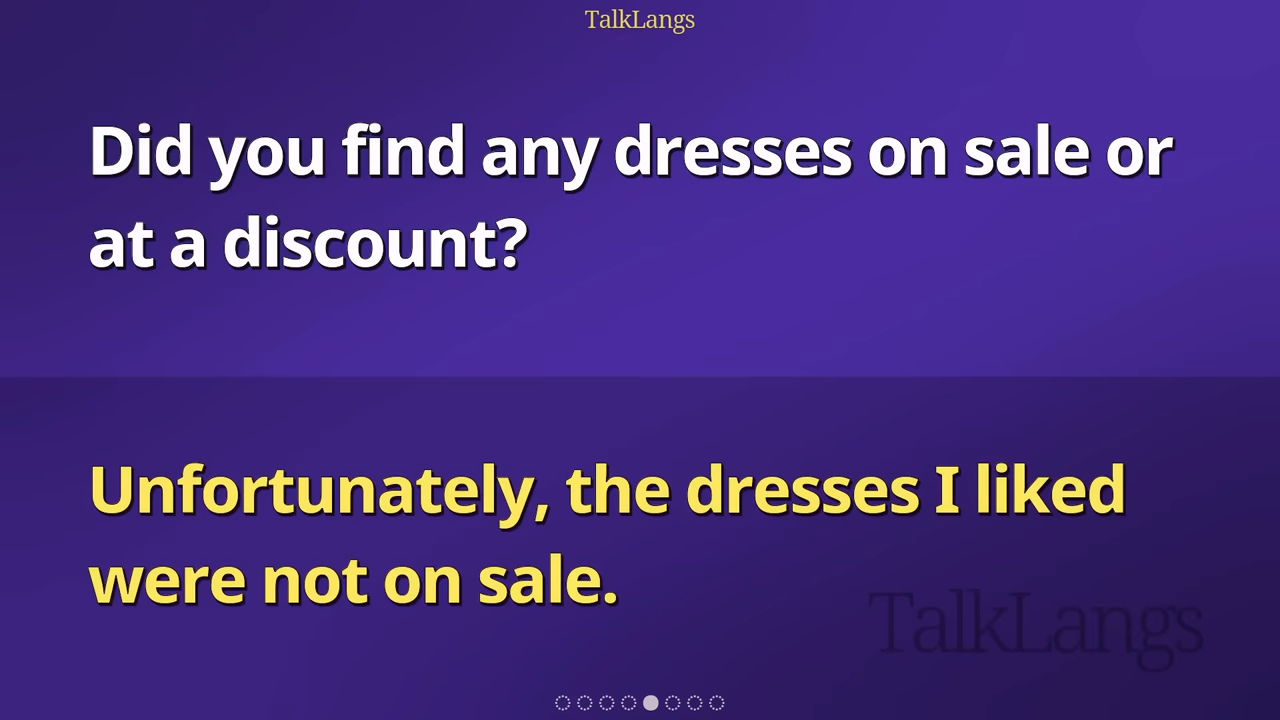 TalkLangs
Did you find any dresses on sale or
at a discount?
Unfortunately, the dresses I liked
were not on sale.
TalkLangs